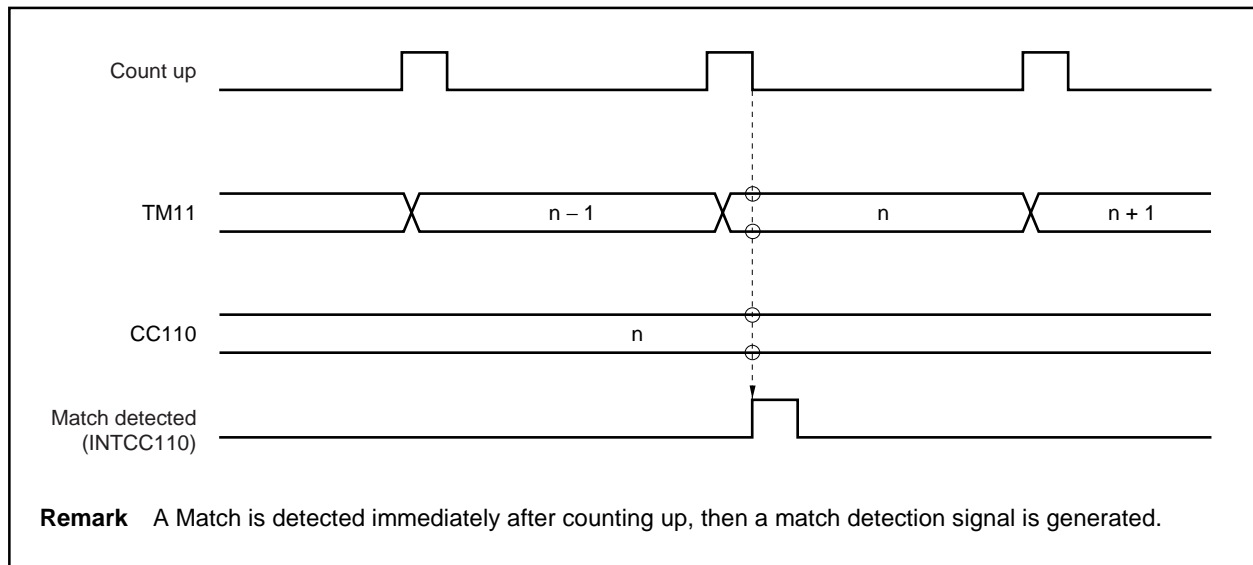 Count up
TM11
n – 1
n
n + 1
CC110
n
Match detected
(INTCC110)
Remark A Match is detected immediately after counting up, then a match detection signal is generated.